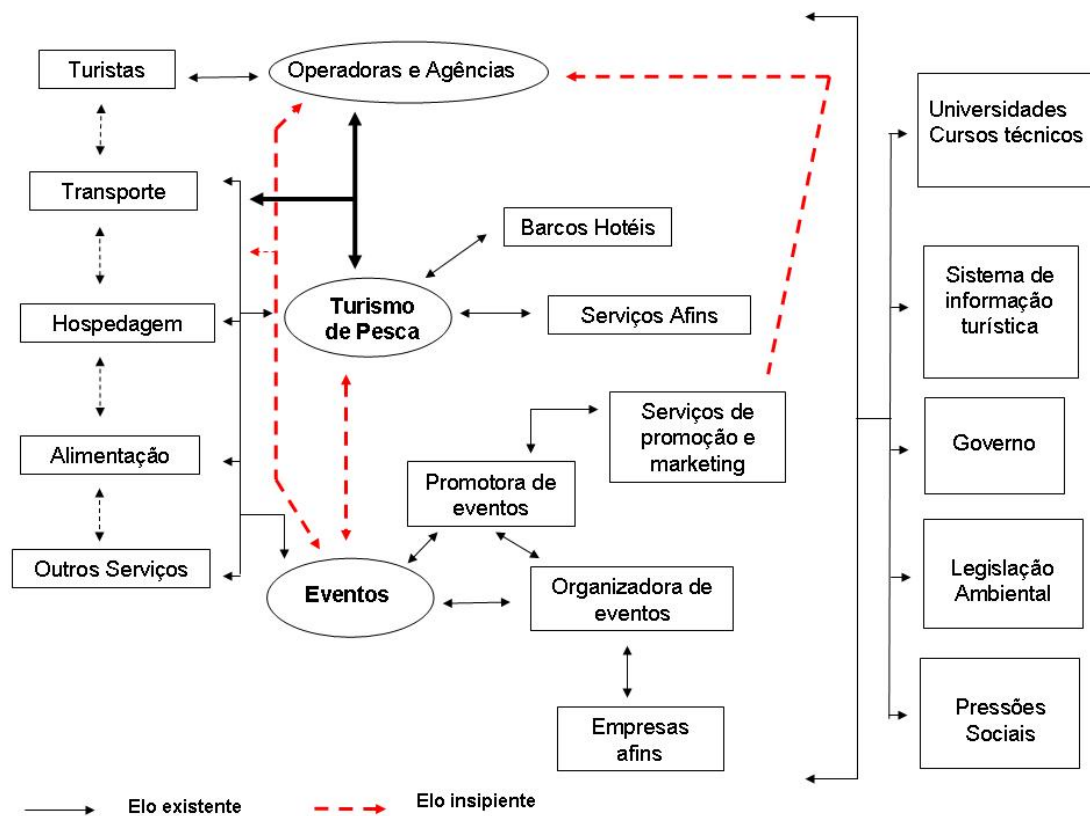 Turistas
Operadoras e Agências
Universidades
Cursos técnicos
Transporte
Barcos Hotéis
Hospedagem
Turismo
de Pesca
Serviços Afins
Sistema de
informação
turística
Serviços de
promoção e
marketing
Alimentação
Governo
Promotora de
eventos
Outros Serviços
Eventos
Organizadora de
eventos
Legislação
Ambiental
Empresas
afins
Pressões
Sociais
Elo existente
Elo insipiente